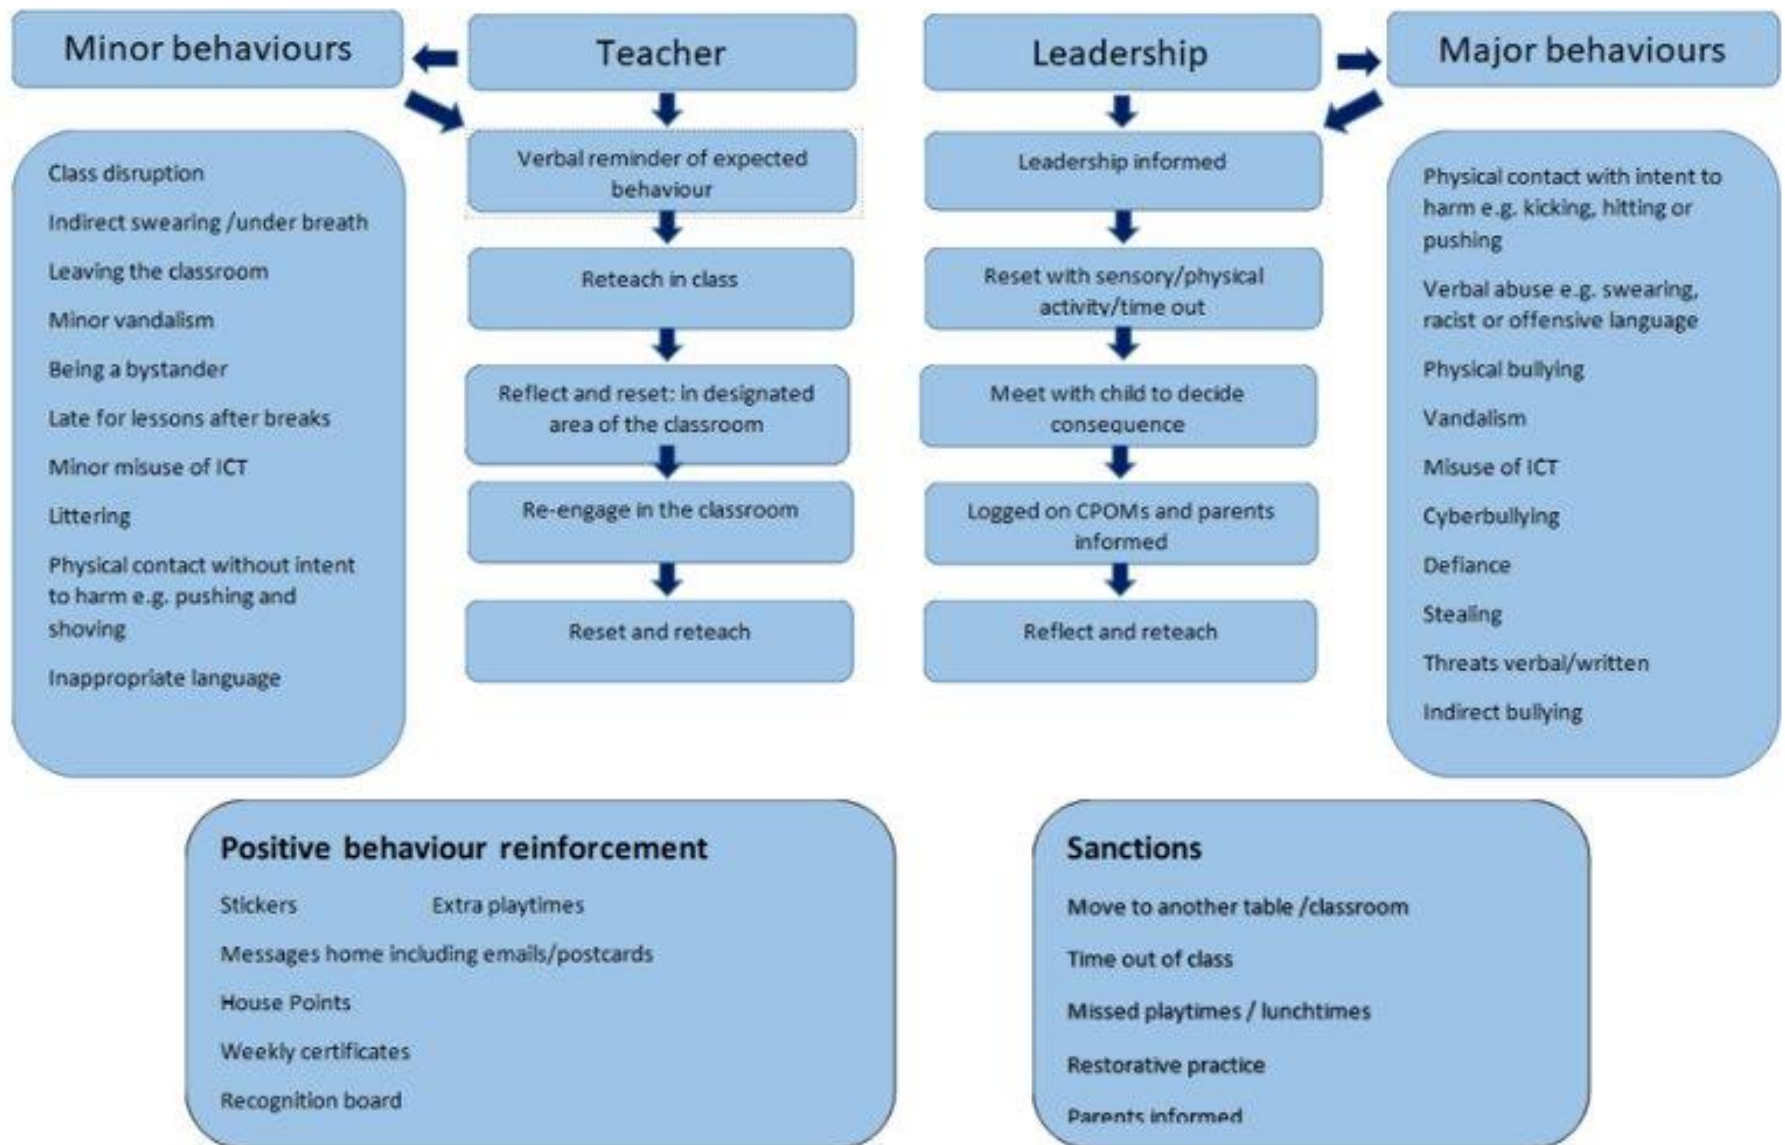 Minor behaviours
Class disruption
Indirect swearing /under breath
Leaving the classroom
Minor vandalism
Being a bystander
Late for lessons after breaks
Minor misuse of ICT
Littering
Physical contact without intent
to harm e.g. pushing and
shoving
Inappropriate language
Teacher
Verbal reminder of expected
behaviour
Reteach in class
Reflect and reset: in designated
area of the classroom
Re-engage in the classroom
Reset and reteach
Leadership
Leadership informed
Reset with sensory/physical
activity/time out
Meet with child to decide
consequence
Logged on CPOMs and parents
informed
Reflect and reteach
Major behaviours
Physical contact with intent to
harm e.g. kicking, hitting or
pushing
Verbal abuse e.g. swearing,
racist or offensive language
Physical bullying
Vandalism
Misuse of ICT
Cyberbullying
Defiance
Stealing
Threats verbal/written
Indirect bullying
Positive behaviour reinforcement
Stickers Extra playtimes
Messages home including emails/postcards
House Points
Weekly certificates
Recognition board
Sanctions
Move to another table /classroom
Time out of class
Missed playtimes / lunchtimes
Restorative practice
Parents informed